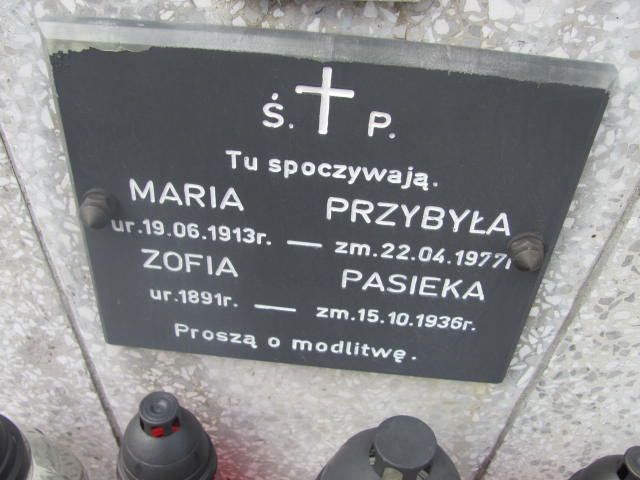 Ś. P.
Tu spoczywają.
MARIA PRZYBYŁA
ur.19.06.1913r. — zm.22.04.1977r
ZOFIA PASIEKA
ur.1891r. — zm.15.10.1936r.
Proszą o modlitwę.